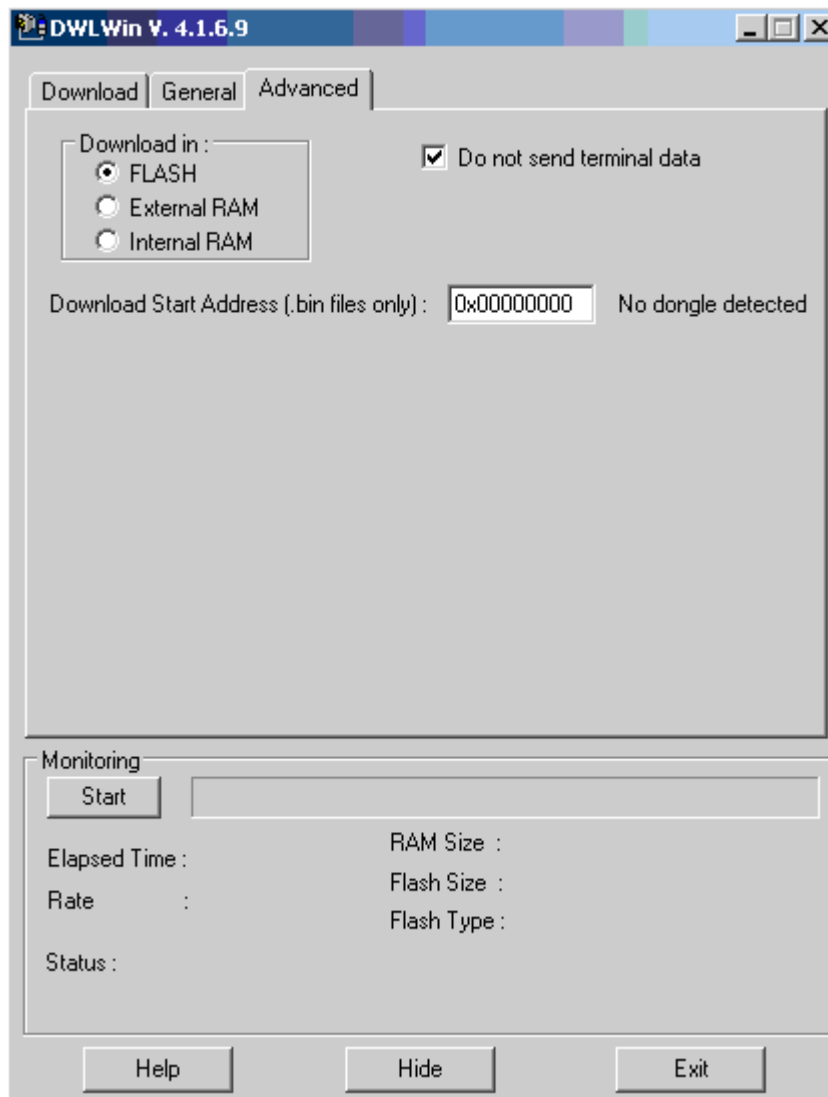 DWLWin V. 4.1.6.9
Download General Advanced
Download in :
FLASH
External RAM
Internal RAM
Do not send terminal data
Download Start Address (.bin files only) : 0x00000000 No dongle detected
Monitoring
Start
Elapsed Time :
Rate :
Status :
RAM Size :
Flash Size :
Flash Type :
Help Hide Exit